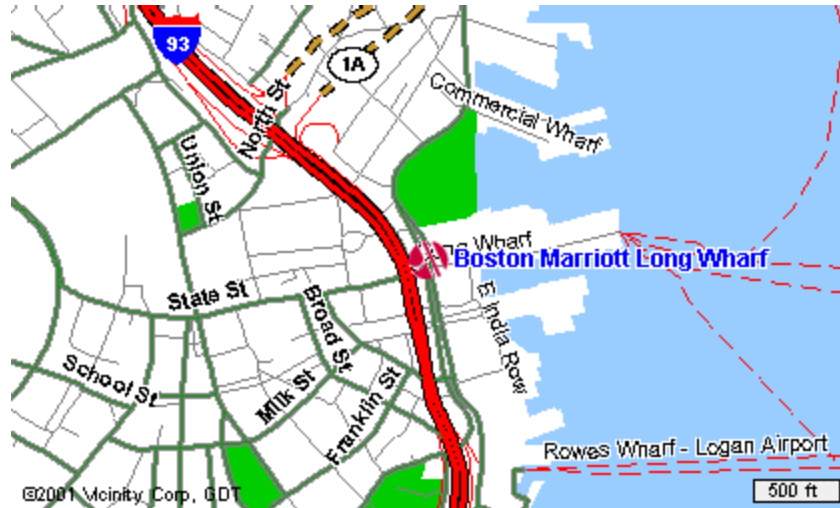 93
1A
North St
Commercial Wharf
Union St
Wharf
Boston Marriott Long Wharf
State St
Broad St
E India Row
School St
Milk St
Franklin St
Rowes Wharf - Logan Airport
©2001 Vicinity Corp, GDT
500 ft